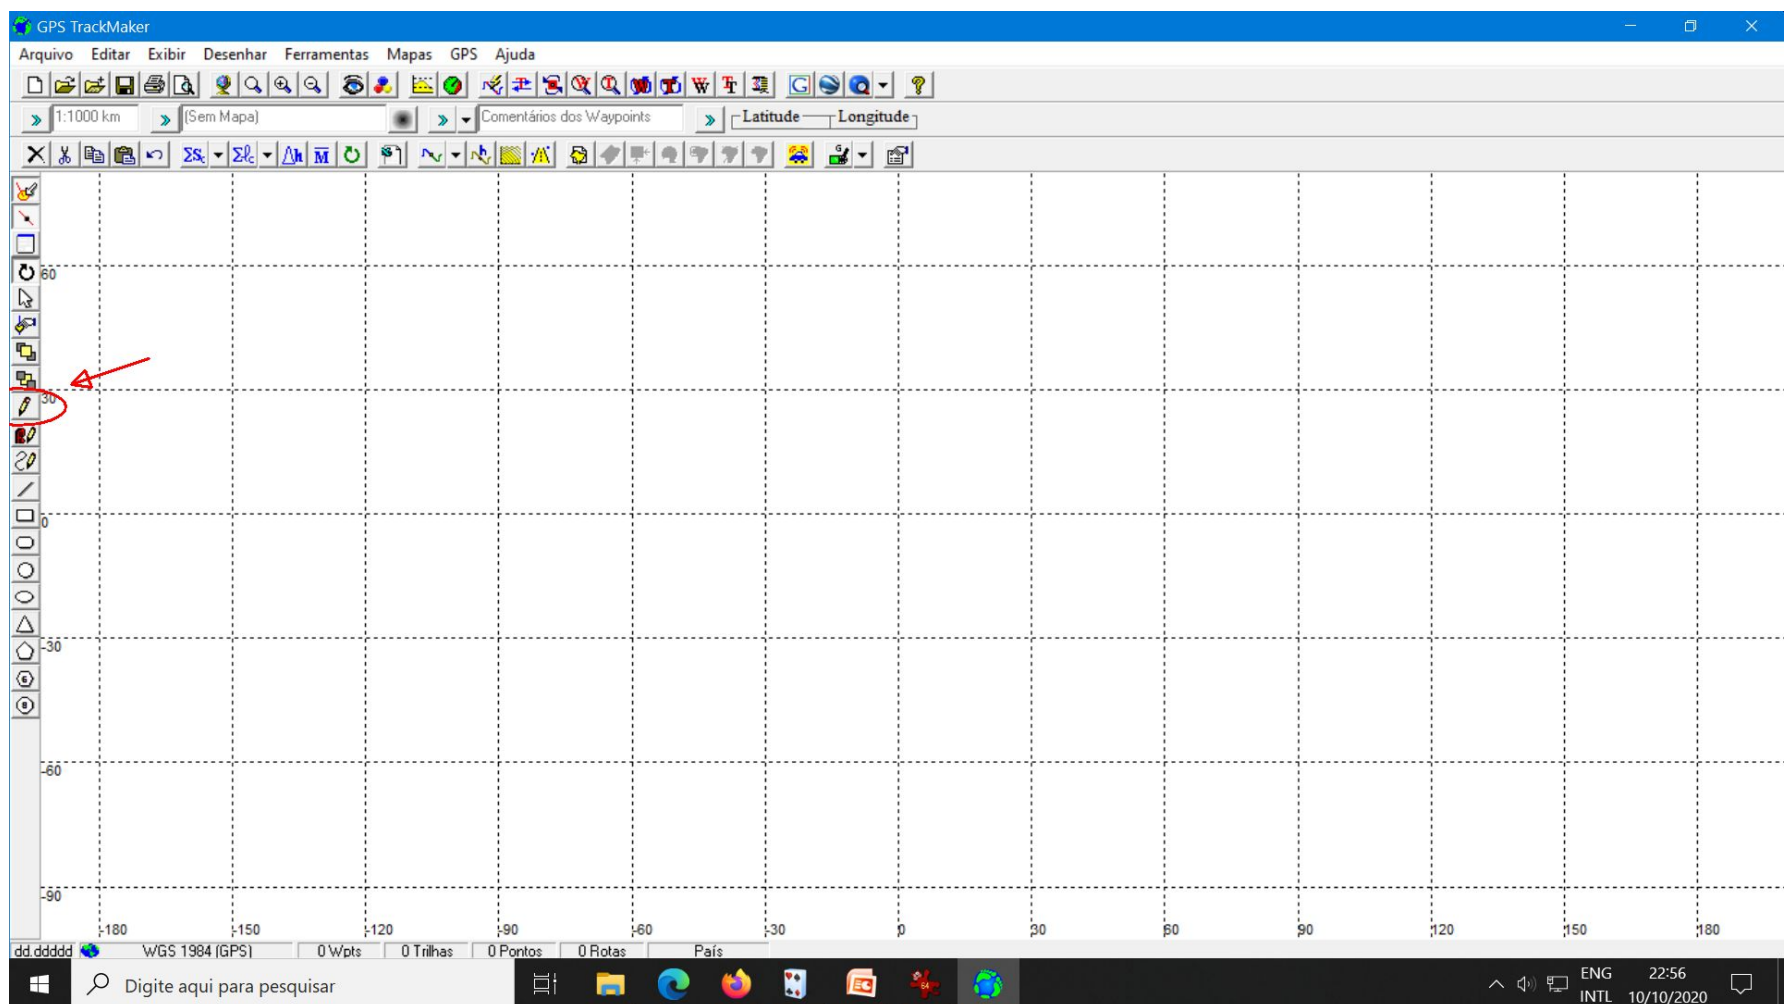 GPS TrackMaker
Arquivo Editar Exibir Desenhar Ferramentas Mapas GPS Ajuda
1:1000 km (Sem Mapa) Comentários dos Waypoints Latitude Longitude
60
30
0
-30
-60
-90
-180 -150 -120 -90 -60 -30 0 30 60 90 120 150 180
dd.ddddd WGS 1984 (GPS) 0 Wpts 0 Trilhas 0 Pontos 0 Rotas País
Digite aqui para pesquisar
ENG 22:56
INTL 10/10/2020